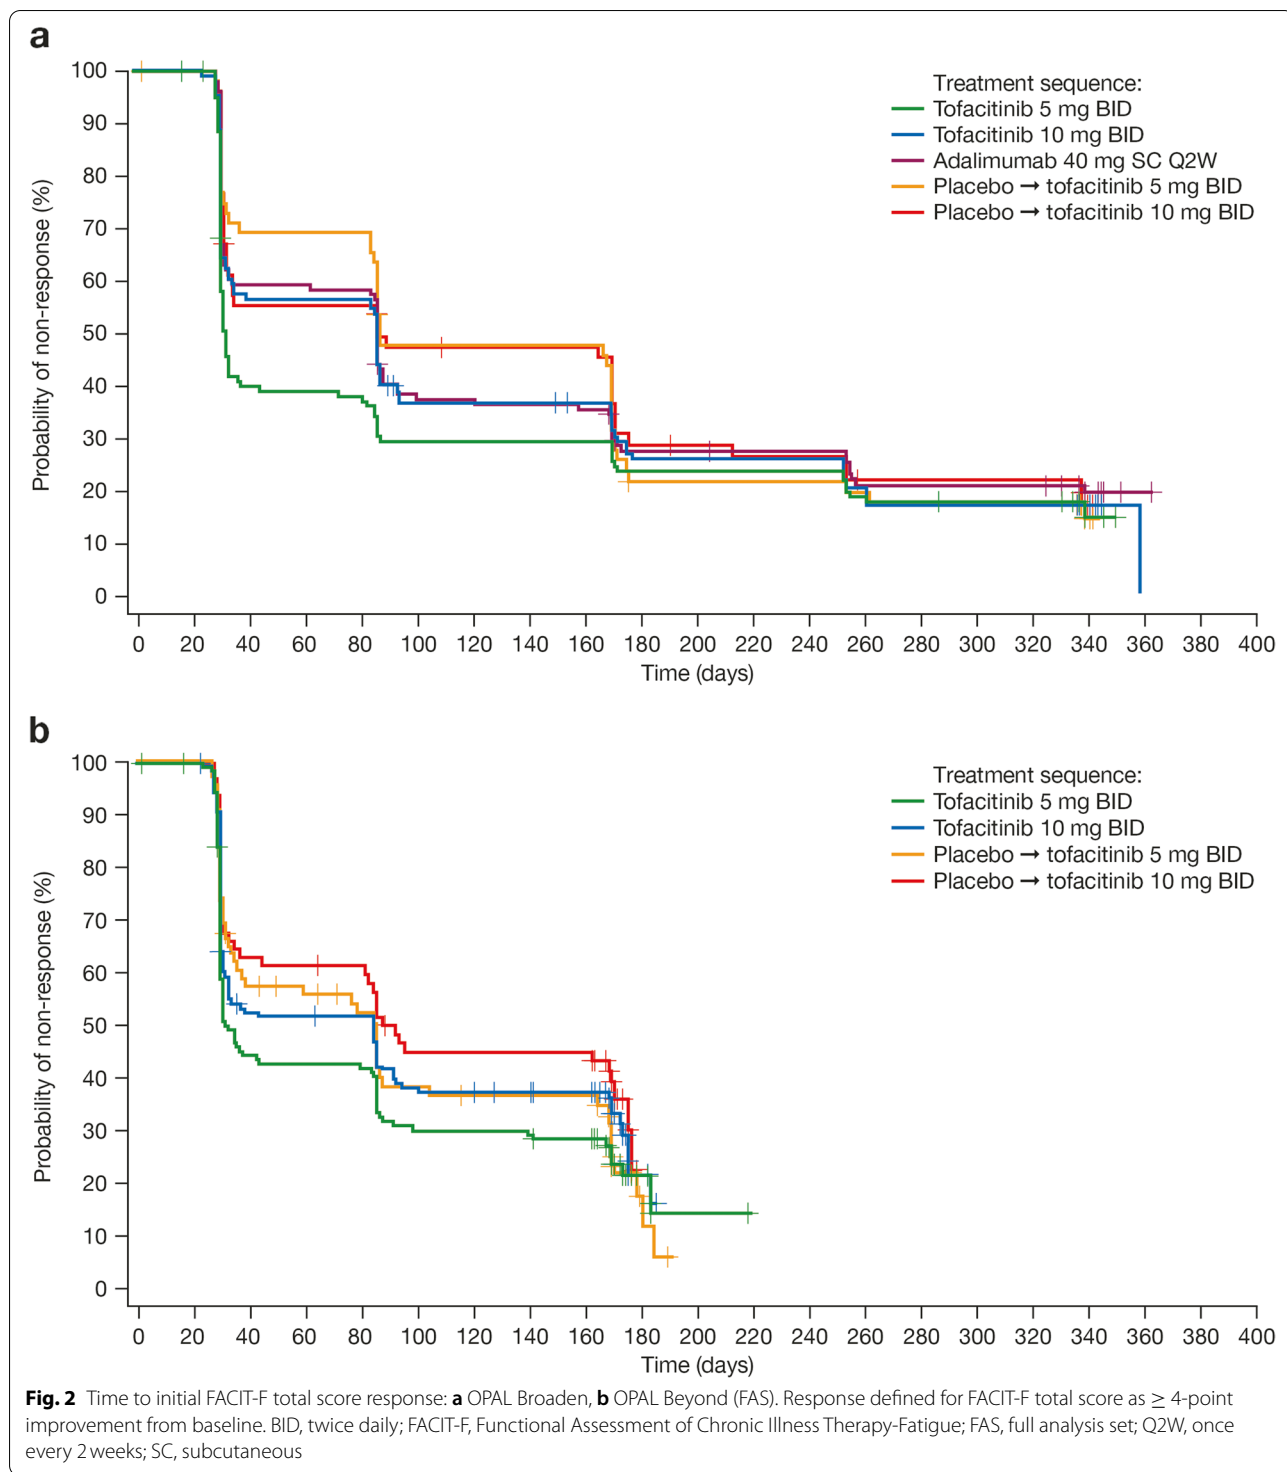 a
Treatment sequence:
Tofacitinib 5 mg BID
Tofacitinib 10 mg BID
Adalimumab 40 mg SC Q2W
Placebo → tofacitinib 5 mg BID
Placebo → tofacitinib 10 mg BID
Probability of non-response (%)
100
90
80
70
60
50
40
30
20
10
0
0 20 40 60 80 100 120 140 160 180 200 220 240 260 280 300 320 340 360 380 400
Time (days)
b
Treatment sequence:
Tofacitinib 5 mg BID
Tofacitinib 10 mg BID
Placebo → tofacitinib 5 mg BID
Placebo → tofacitinib 10 mg BID
Probability of non-response (%)
100
90
80
70
60
50
40
30
20
10
0
0 20 40 60 80 100 120 140 160 180 200 220 240 260 280 300 320 340 360 380 400
Time (days)
Fig. 2 Time to initial FACIT-F total score response: a OPAL Broaden, b OPAL Beyond (FAS). Response defined for FACIT-F total score as ≥ 4-point
improvement from baseline. BID, twice daily; FACIT-F, Functional Assessment of Chronic Illness Therapy-Fatigue; FAS, full analysis set; Q2W, once
every 2 weeks; SC, subcutaneous